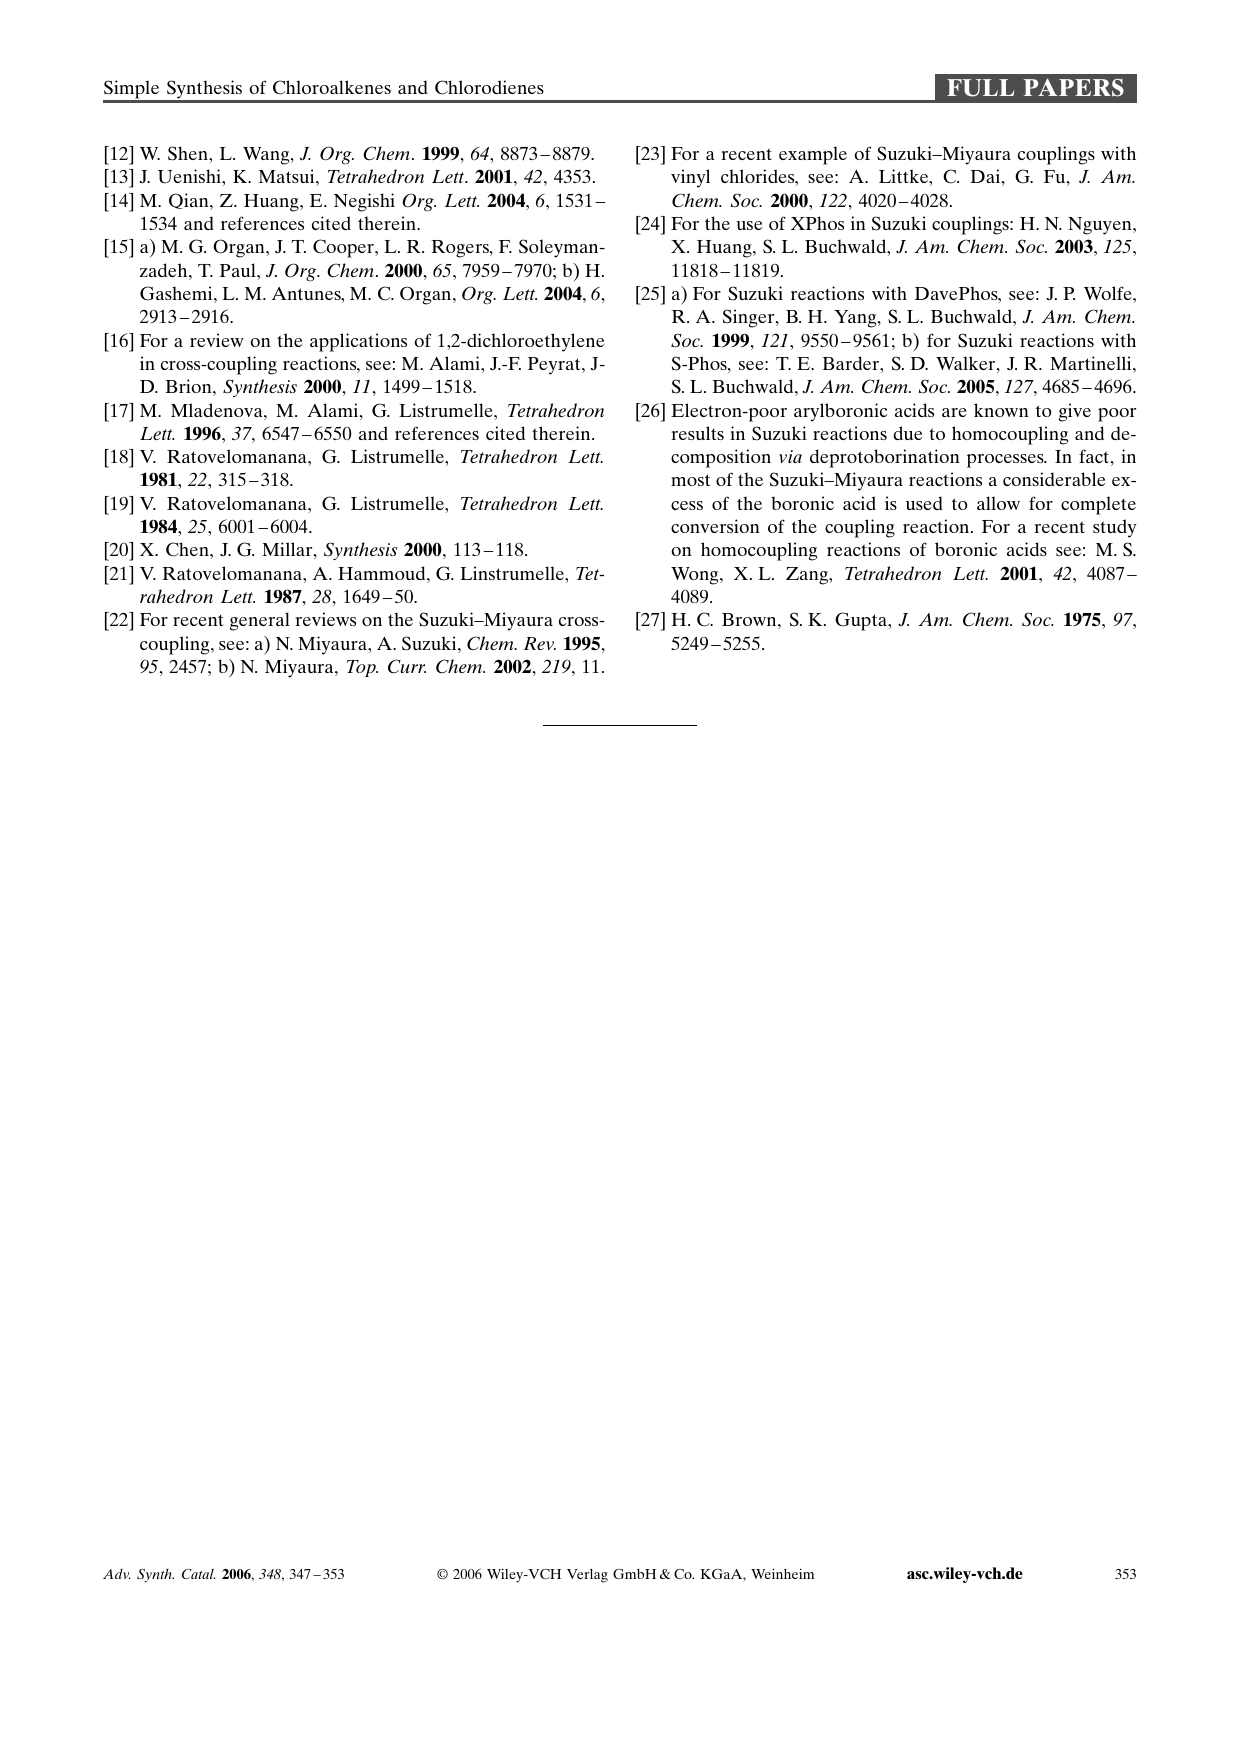 Simple Synthesis of Chloroalkenes and Chlorodienes
FULL PAPERS
[12] W. Shen, L. Wang, J. Org. Chem. 1999, 64, 8873–8879.
[13] J. Uenishi, K. Matsui, Tetrahedron Lett. 2001, 42, 4353.
[14] M. Qian, Z. Huang, E. Negishi Org. Lett. 2004, 6, 1531–
1534 and references cited therein.
[15] a) M. G. Organ, J. T. Cooper, L. R. Rogers, F. Soleyman-
zadeh, T. Paul, J. Org. Chem. 2000, 65, 7959–7970; b) H.
Gashemi, L. M. Antunes, M. C. Organ, Org. Lett. 2004, 6,
2913–2916.
[16] For a review on the applications of 1,2-dichloroethylene
in cross-coupling reactions, see: M. Alami, J.-F. Peyrat, J-
D. Brion, Synthesis 2000, 11, 1499–1518.
[17] M. Mladenova, M. Alami, G. Listrumelle, Tetrahedron
Lett. 1996, 37, 6547–6550 and references cited therein.
[18] V. Ratovelomanana, G. Listrumelle, Tetrahedron Lett.
1981, 22, 315–318.
[19] V. Ratovelomanana, G. Listrumelle, Tetrahedron Lett.
1984, 25, 6001–6004.
[20] X. Chen, J. G. Millar, Synthesis 2000, 113–118.
[21] V. Ratovelomanana, A. Hammoud, G. Linstrumelle, Tet-
rahedron Lett. 1987, 28, 1649–50.
[22] For recent general reviews on the Suzuki–Miyaura cross-
coupling, see: a) N. Miyaura, A. Suzuki, Chem. Rev. 1995,
95, 2457; b) N. Miyaura, Top. Curr. Chem. 2002, 219, 11.
[23] For a recent example of Suzuki–Miyaura couplings with
vinyl chlorides, see: A. Littke, C. Dai, G. Fu, J. Am.
Chem. Soc. 2000, 122, 4020–4028.
[24] For the use of XPhos in Suzuki couplings: H. N. Nguyen,
X. Huang, S. L. Buchwald, J. Am. Chem. Soc. 2003, 125,
11818–11819.
[25] a) For Suzuki reactions with DavePhos, see: J. P. Wolfe,
R. A. Singer, B. H. Yang, S. L. Buchwald, J. Am. Chem.
Soc. 1999, 121, 9550–9561; b) for Suzuki reactions with
S-Phos, see: T. E. Barder, S. D. Walker, J. R. Martinelli,
S. L. Buchwald, J. Am. Chem. Soc. 2005, 127, 4685–4696.
[26] Electron-poor arylboronic acids are known to give poor
results in Suzuki reactions due to homocoupling and de-
composition via deprotoborination processes. In fact, in
most of the Suzuki–Miyaura reactions a considerable ex-
cess of the boronic acid is used to allow for complete
conversion of the coupling reaction. For a recent study
on homocoupling reactions of boronic acids see: M. S.
Wong, X. L. Zang, Tetrahedron Lett. 2001, 42, 4087–
4089.
[27] H. C. Brown, S. K. Gupta, J. Am. Chem. Soc. 1975, 97,
5249–5255.
Adv. Synth. Catal. 2006, 348, 347–353
© 2006 Wiley-VCH Verlag GmbH & Co. KGaA, Weinheim
asc.wiley-vch.de
353